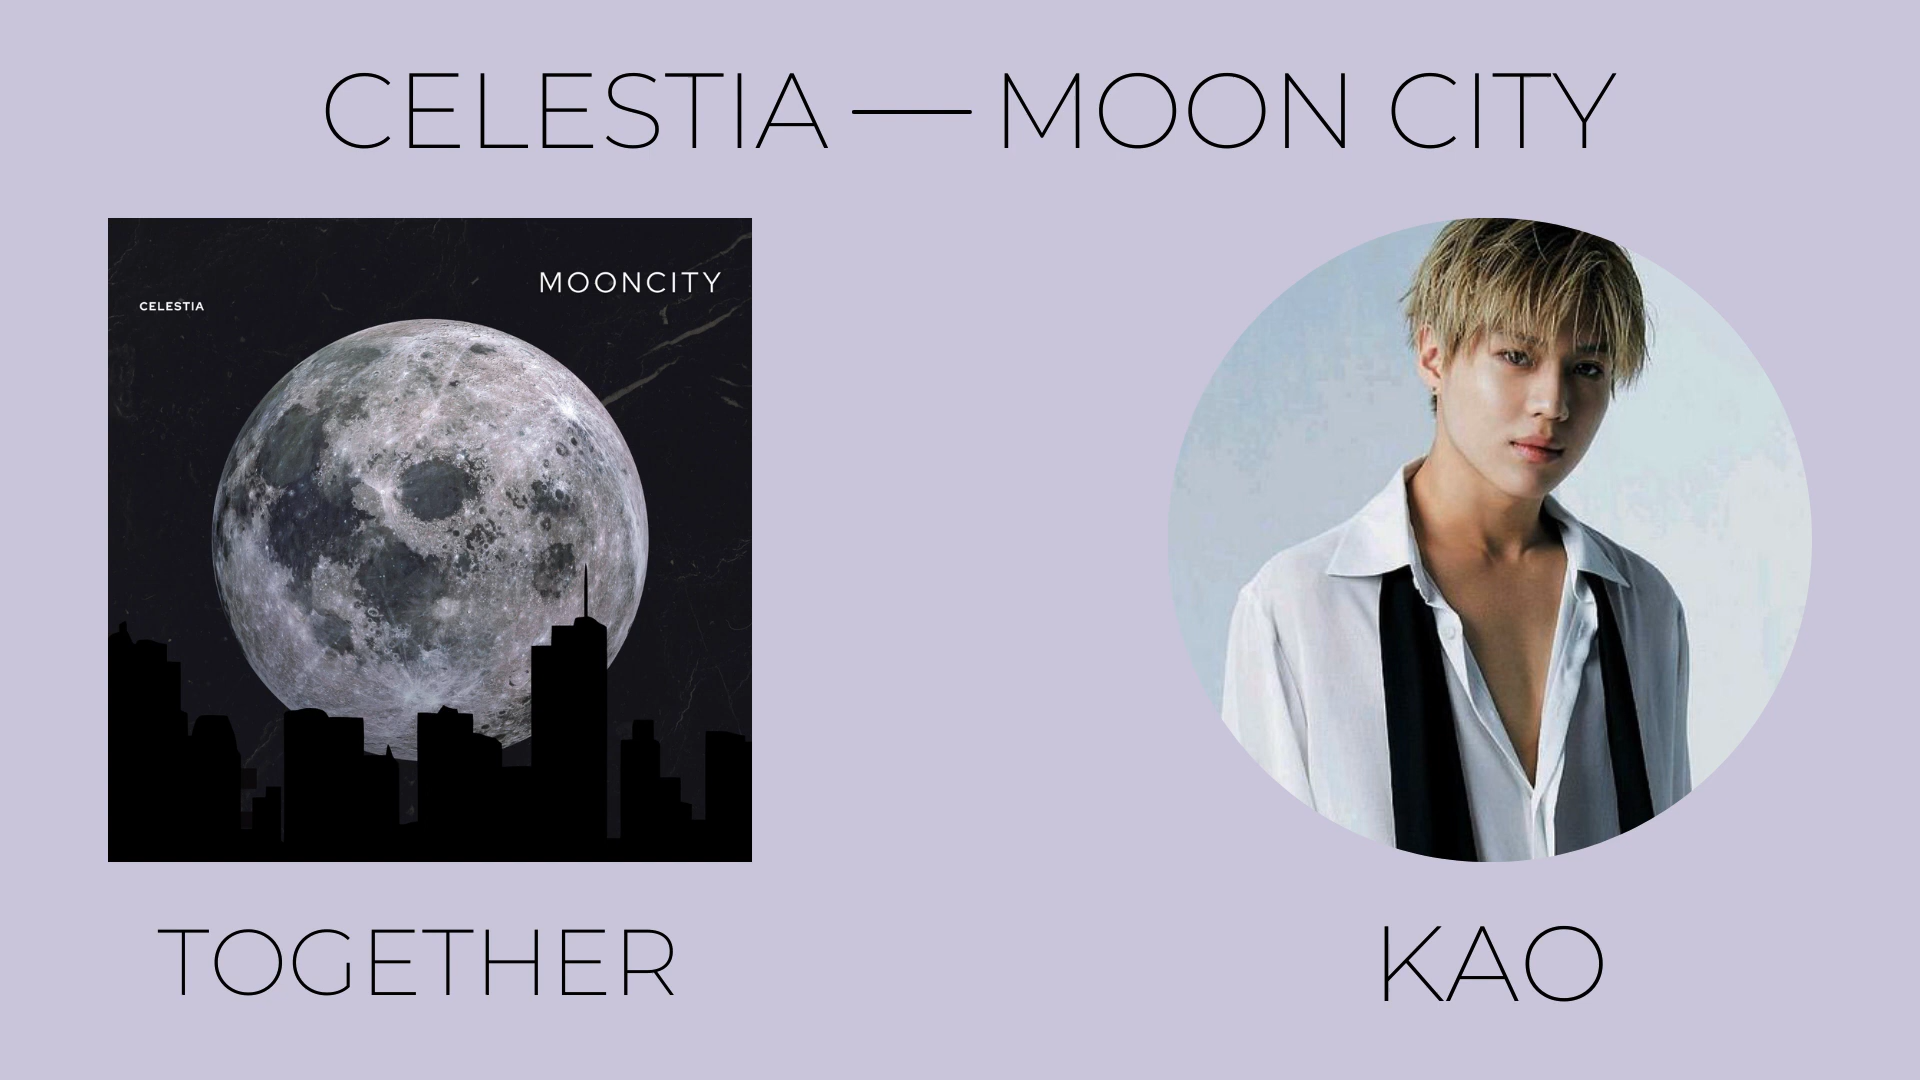 CELESTIA — MOON CITY
MOONCITY
CELESTIA
TOGETHER
KAO